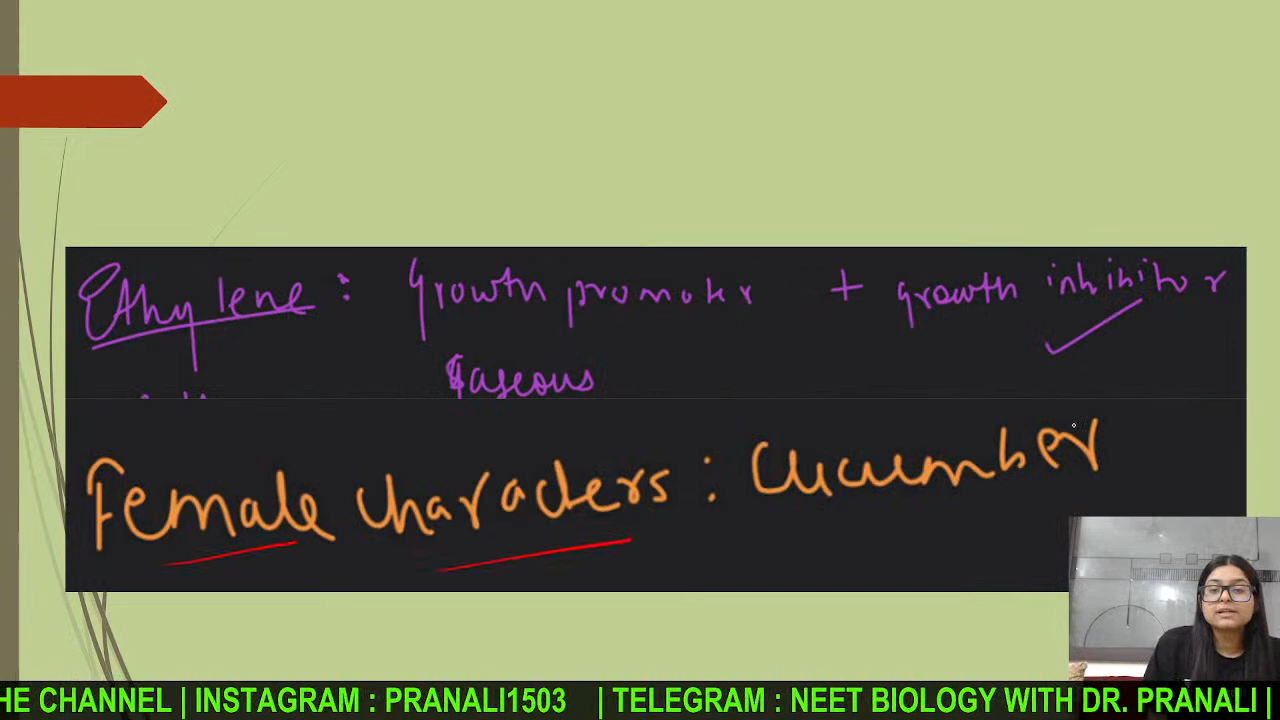 Ethylene : Growth promoter + growth inhibitor
Gaseous
Female characters : Cucumber
HE CHANNEL | INSTAGRAM : PRANALI1503 | TELEGRAM : NEET BIOLOGY WITH DR. PRANALI |